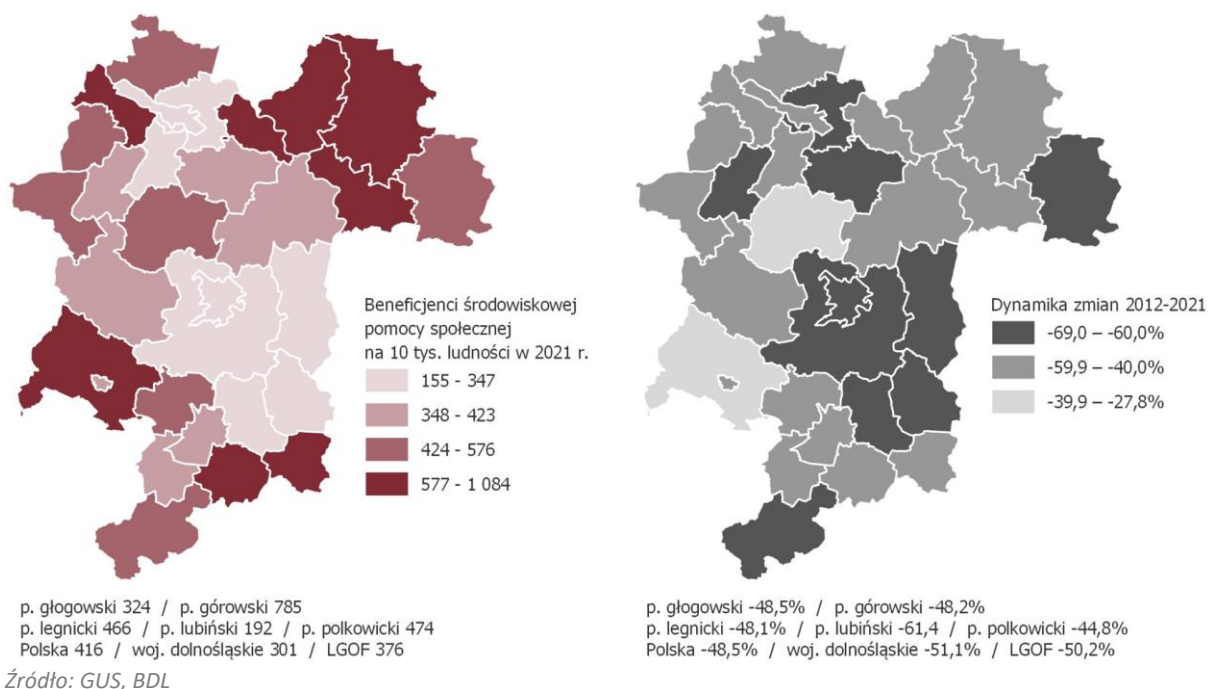 Beneficjenci środowiskowej
pomocy społecznej
na 10 tys. ludności w 2021 r.
155 - 347
348 - 423
424 - 576
577 - 1 084
p. głogowski 324 / p. górowski 785
p. legnicki 466 / p. lubiński 192 / p. polkowicki 474
Polska 416 / woj. dolnośląskie 301 / LGOF 376
Dynamika zmian 2012-2021
-69,0 – -60,0%
-59,9 – -40,0%
-39,9 – -27,8%
p. głogowski -48,5% / p. górowski -48,2%
p. legnicki -48,1% / p. lubiński -61,4 / p. polkowicki -44,8%
Polska -48,5% / woj. dolnośląskie -51,1% / LGOF -50,2%
Źródło: GUS, BDL